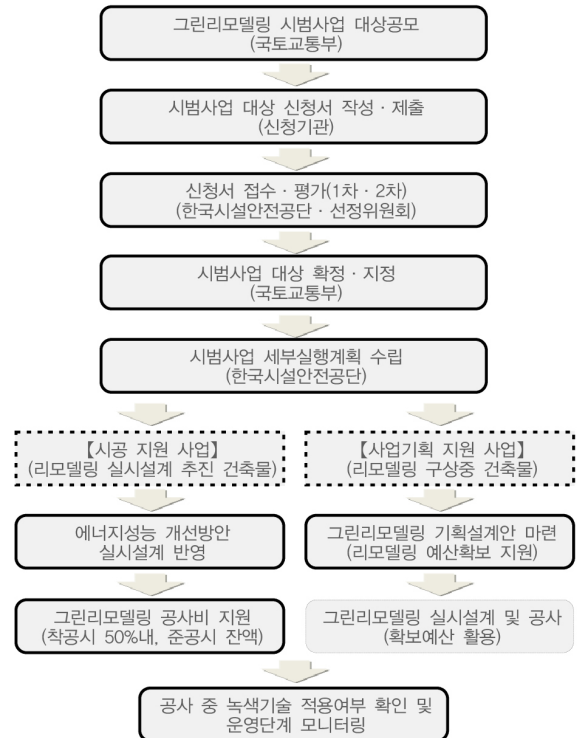 그린리모델링 시범사업 대상공모
(국토교통부)
시범사업 대상 신청서 작성 · 제출
(신청기관)
신청서 접수 · 평가(1차 · 2차)
(한국시설안전공단 · 선정위원회)
시범사업 대상 확정 · 지정
(국토교통부)
시범사업 세부실행계획 수립
(한국시설안전공단)
【시공 지원 사업】
(리모델링 실시설계 추진 건축물)
【사업기획 지원 사업】
(리모델링 구상중 건축물)
에너지성능 개선방안
실시설계 반영
그린리모델링 기획설계안 마련
(리모델링 예산확보 지원)
그린리모델링 공사비 지원
(착공시 50%내, 준공시 잔액)
그린리모델링 실시설계 및 공사
(확보예산 활용)
공사 중 녹색기술 적용여부 확인 및
운영단계 모니터링